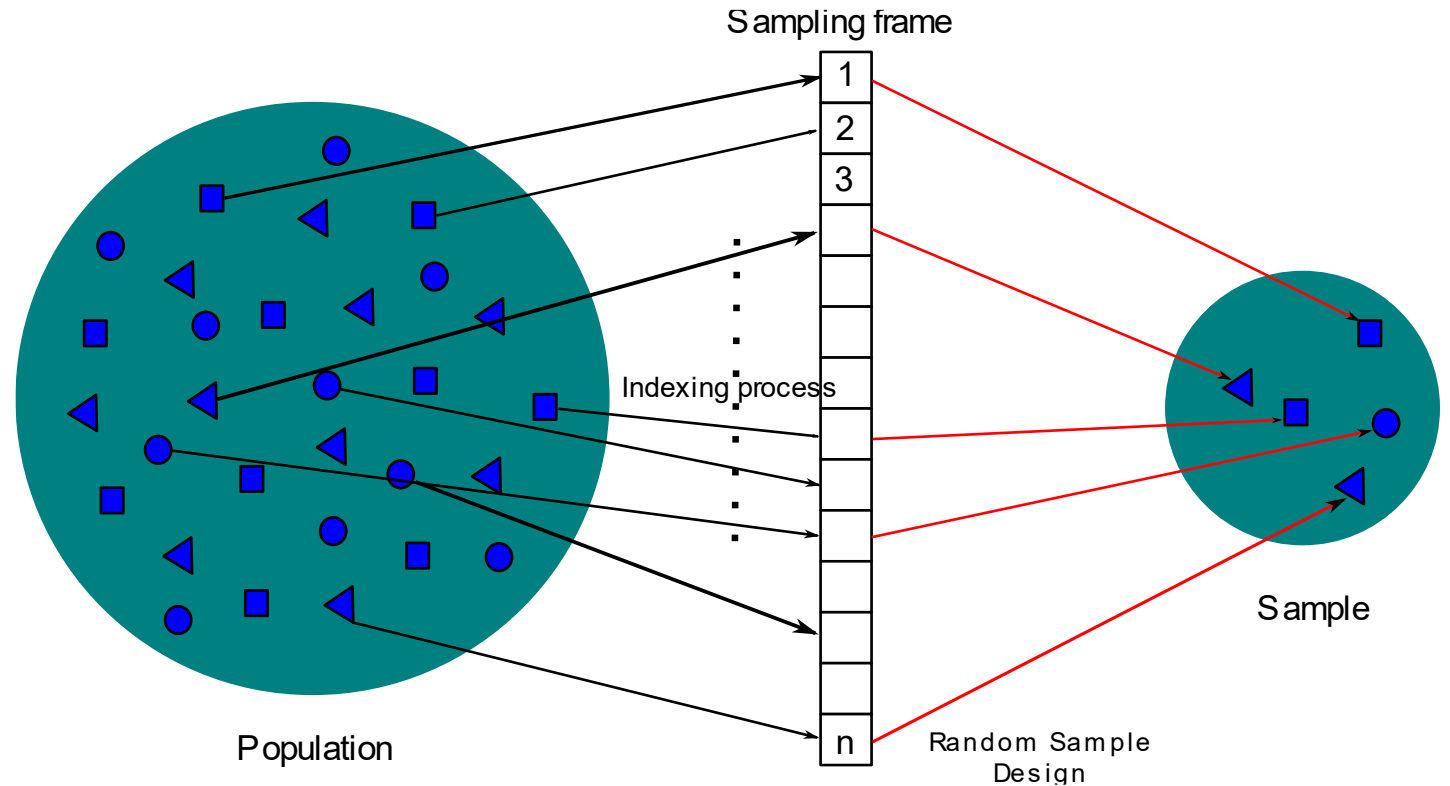 Sampling frame
1
2
3
Indexing process
Sample
n
Population
Random Sample
Design